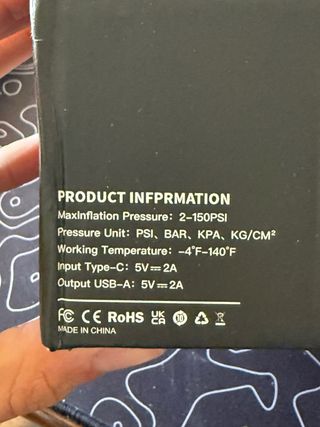 PRODUCT INFPRMATION
MaxInflation Pressure: 2-150PSI
Pressure Unit: PSI、BAR、KPA、KG/CM²
Working Temperature: -4°F-140°F
Input Type-C: 5V⎓2A
Output USB-A: 5V⎓2A
FC CE RoHS UK CA 10
MADE IN CHINA